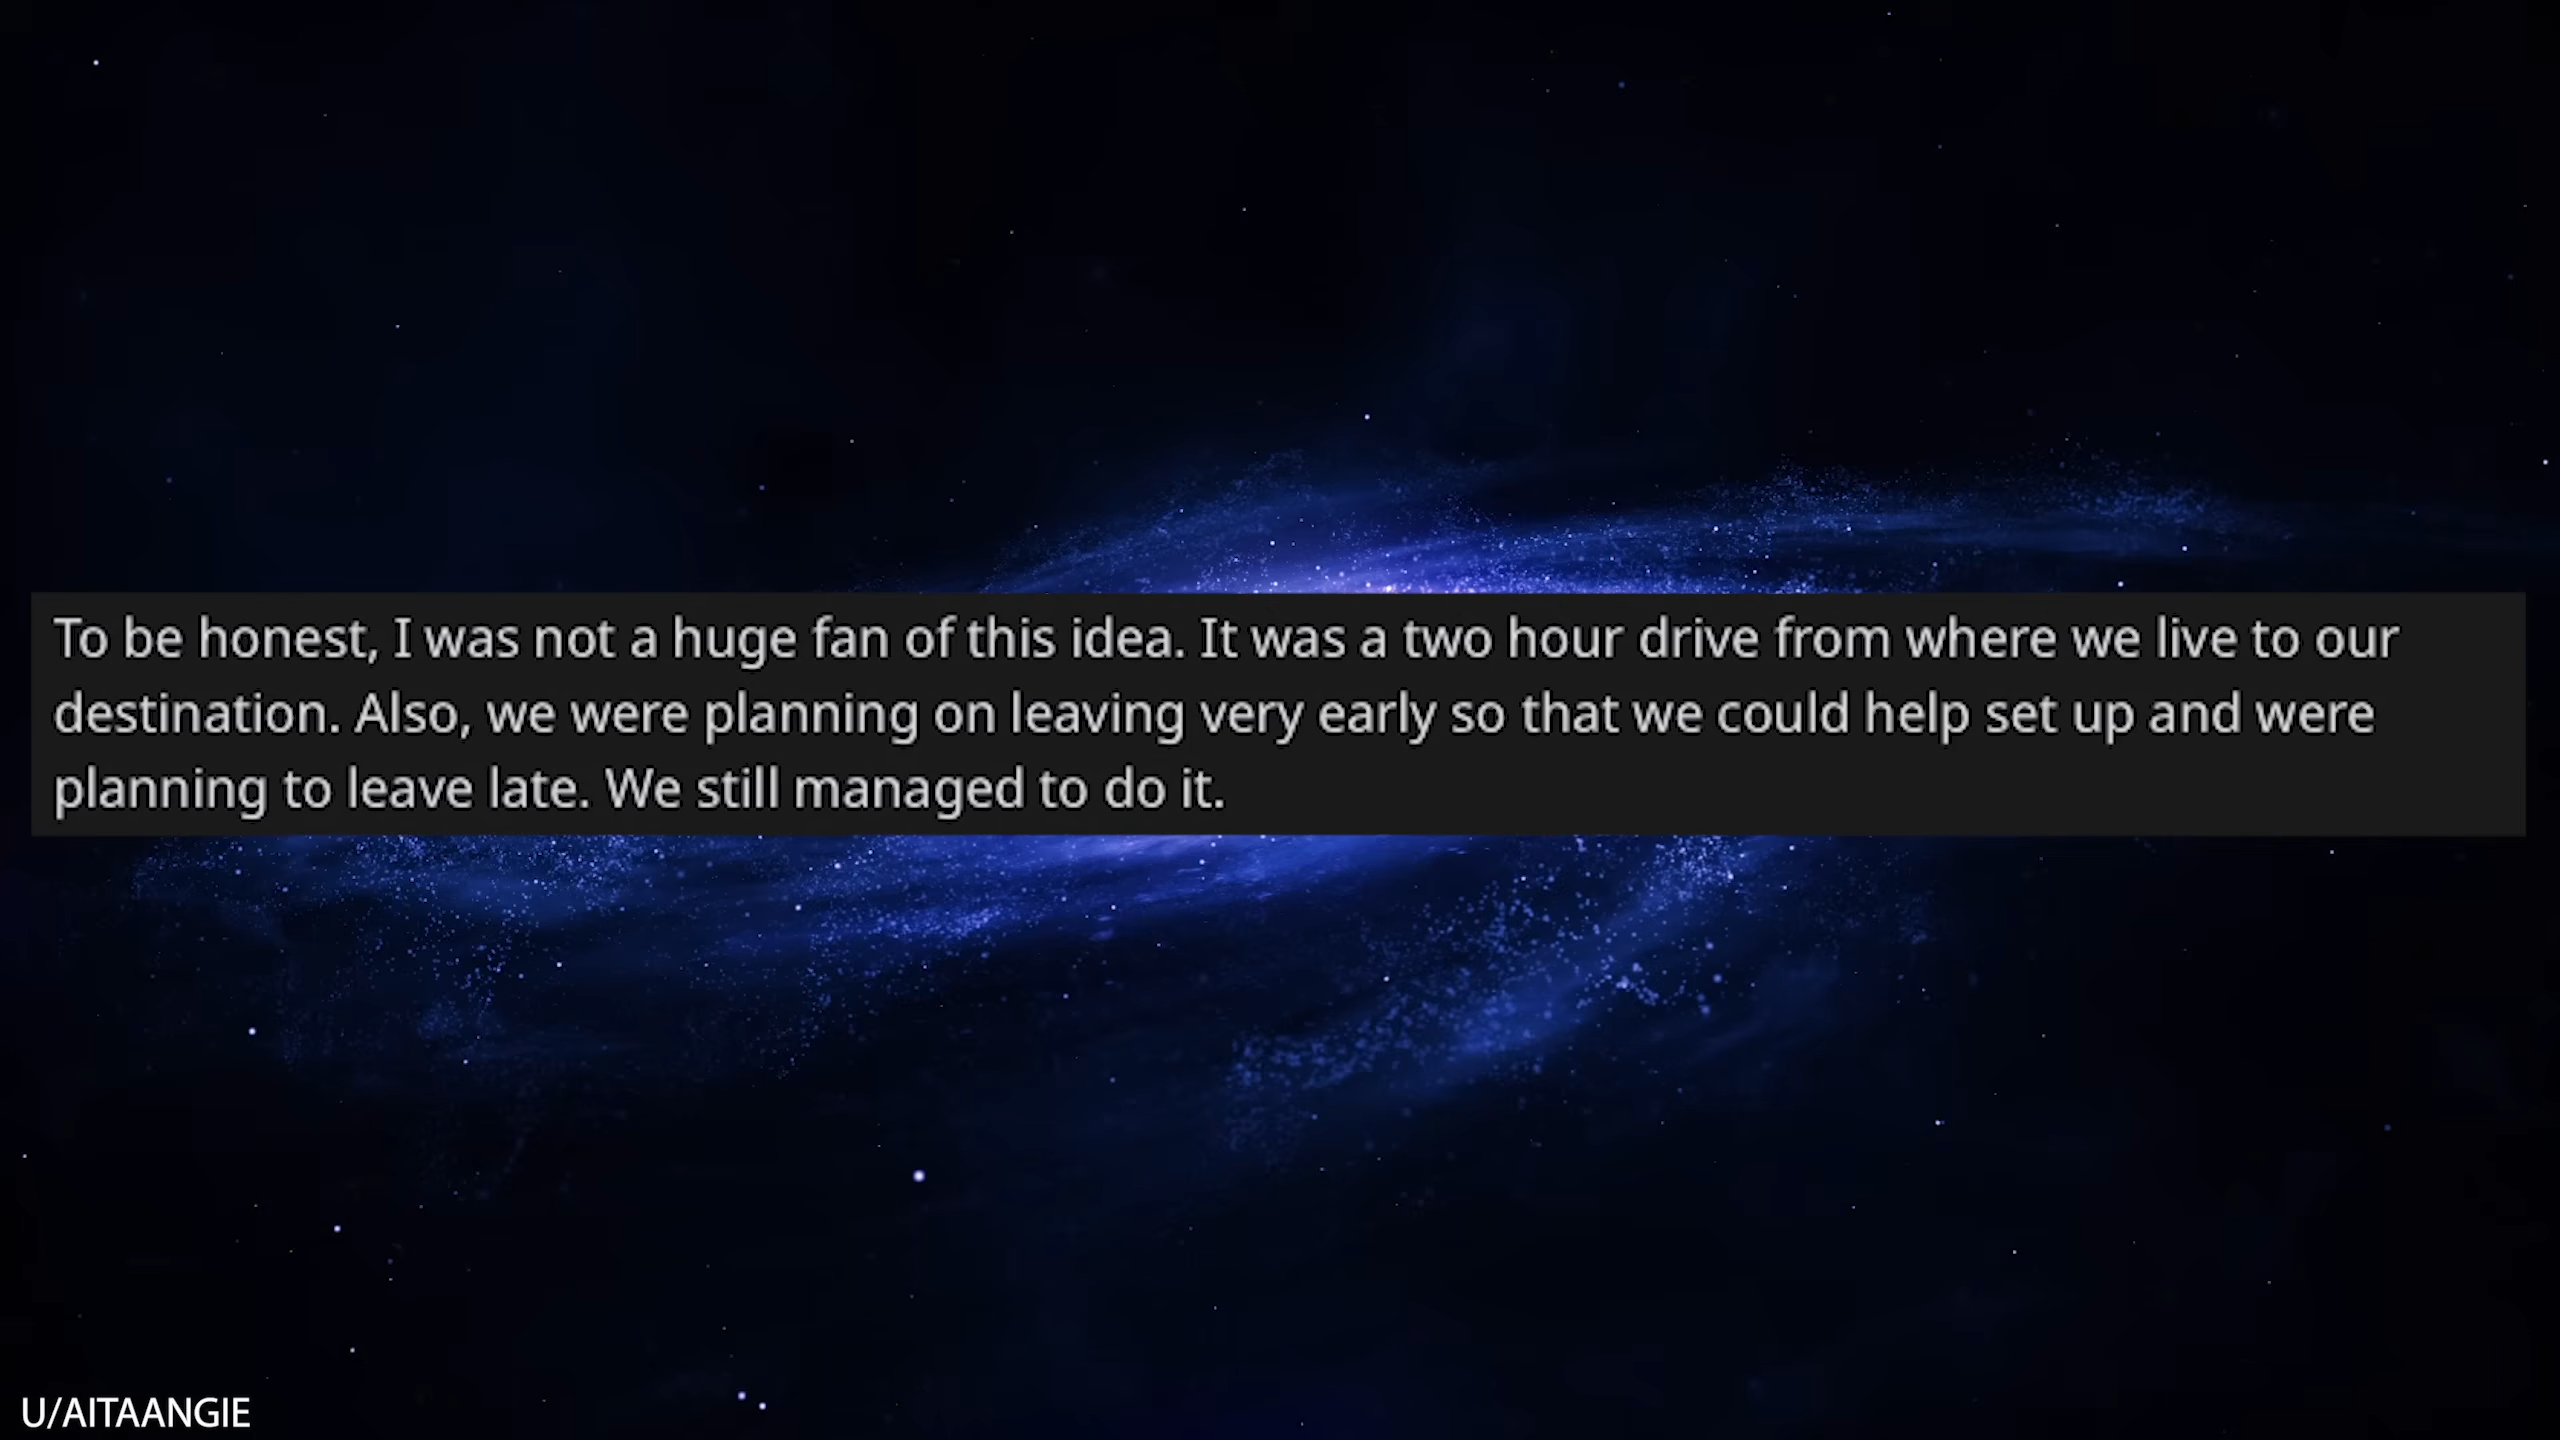 To be honest, I was not a huge fan of this idea. It was a two hour drive from where we live to our
destination. Also, we were planning on leaving very early so that we could help set up and were
planning to leave late. We still managed to do it.
U/AITAANGIE